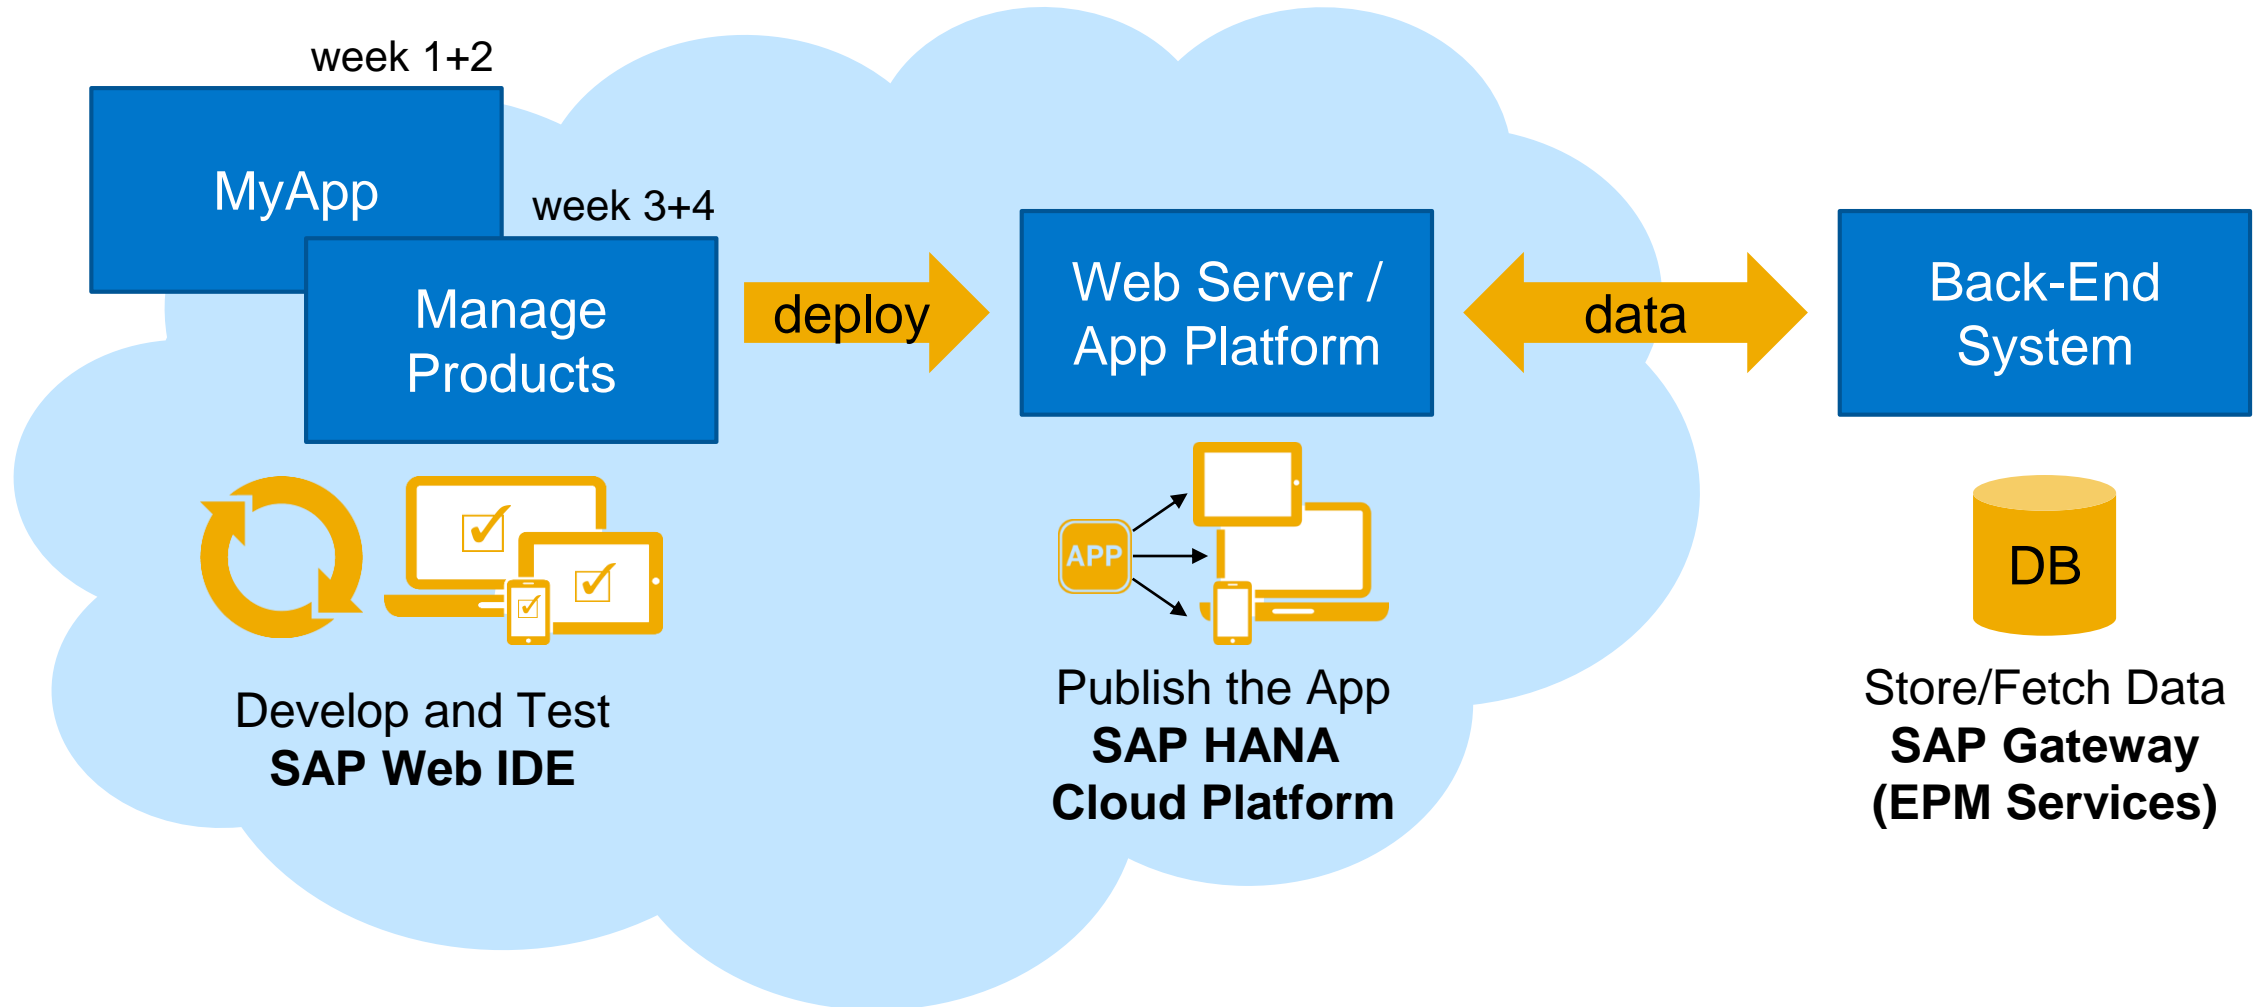 week 1+2
MyApp
week 3+4
Manage
Products
deploy
Web Server /
App Platform
data
Back-End
System
APP
DB
Develop and Test
SAP Web IDE
Publish the App
SAP HANA
Cloud Platform
Store/Fetch Data
SAP Gateway
(EPM Services)